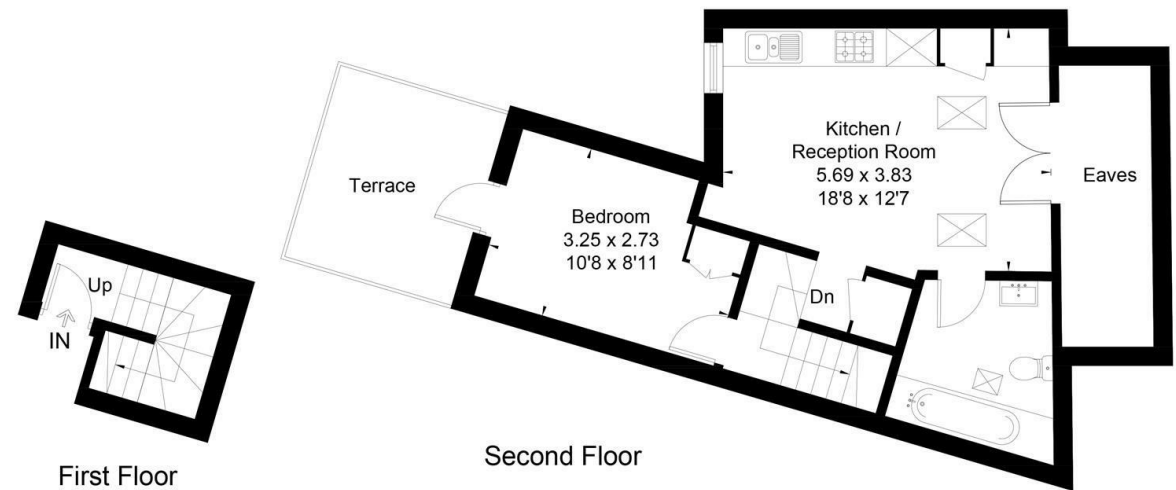 Kitchen /
Reception Room
5.69 x 3.83
18'8 x 12'7
Eaves
Terrace
Bedroom
3.25 x 2.73
10'8 x 8'11
Dn
Up
IN
First Floor
Second Floor